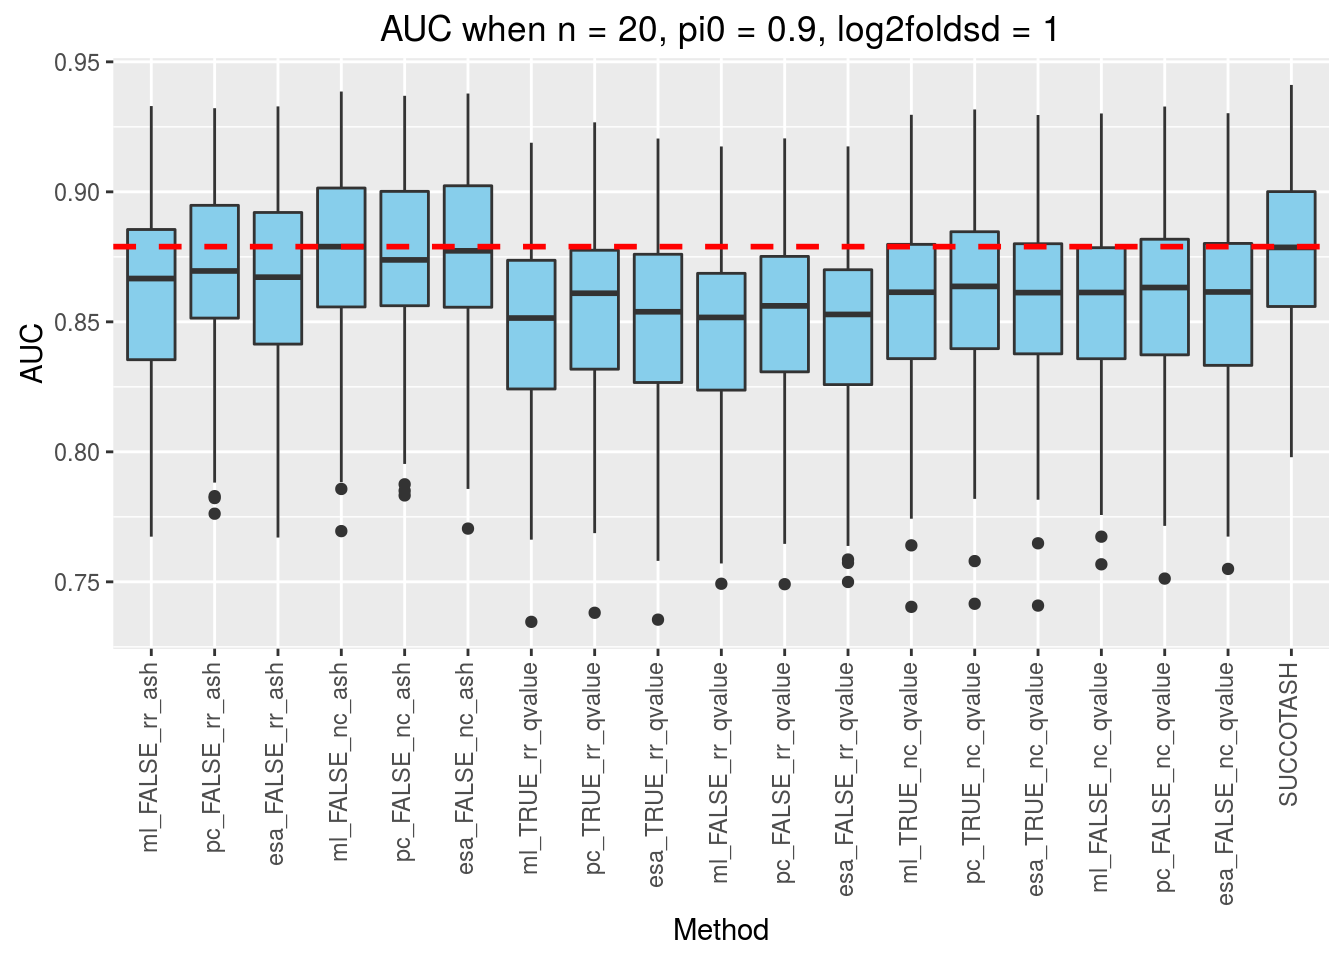 AUC when n = 20, pi0 = 0.9, log2foldsd = 1
AUC
0.95
0.90
0.85
0.80
0.75
ml_FALSE_rr_ash
pc_FALSE_rr_ash
esa_FALSE_rr_ash
ml_FALSE_nc_ash
pc_FALSE_nc_ash
esa_FALSE_nc_ash
ml_TRUE_rr_qvalue
pc_TRUE_rr_qvalue
esa_TRUE_rr_qvalue
ml_FALSE_rr_qvalue
pc_FALSE_rr_qvalue
esa_FALSE_rr_qvalue
ml_TRUE_nc_qvalue
pc_TRUE_nc_qvalue
esa_TRUE_nc_qvalue
ml_FALSE_nc_qvalue
pc_FALSE_nc_qvalue
esa_FALSE_nc_qvalue
SUCCOTASH
Method